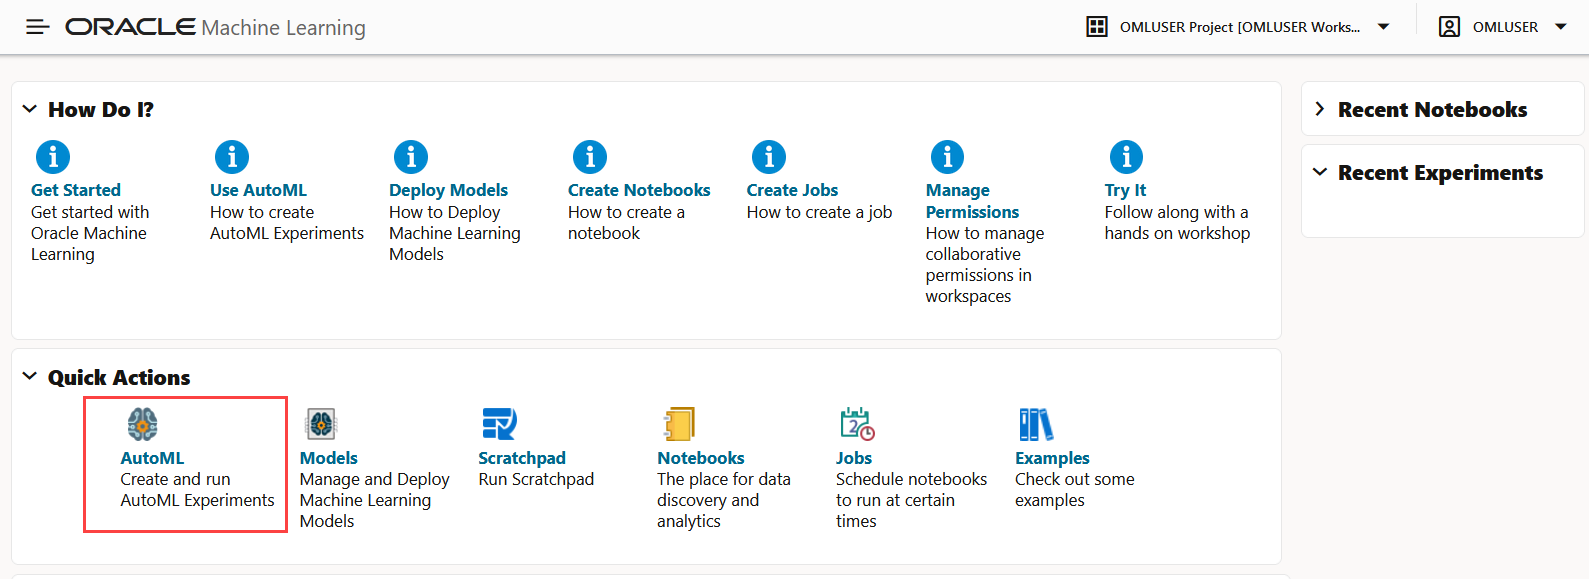 ORACLE Machine Learning
OMLUSER Project [OMLUSER Works...
OMLUSER
How Do I?
Get Started
Get started with
Oracle Machine
Learning
Use AutoML
How to create
AutoML Experiments
Deploy Models
How to Deploy
Machine Learning
Models
Create Notebooks
How to create a
notebook
Create Jobs
How to create a job
Manage
Permissions
How to manage
collaborative
permissions in
workspaces
Try It
Follow along with a
hands on workshop
Recent Notebooks
Recent Experiments
Quick Actions
AutoML
Create and run
AutoML Experiments
Models
Manage and Deploy
Machine Learning
Models
Scratchpad
Run Scratchpad
Notebooks
The place for data
discovery and
analytics
2
Jobs
Schedule notebooks
to run at certain
times
Examples
Check out some
examples